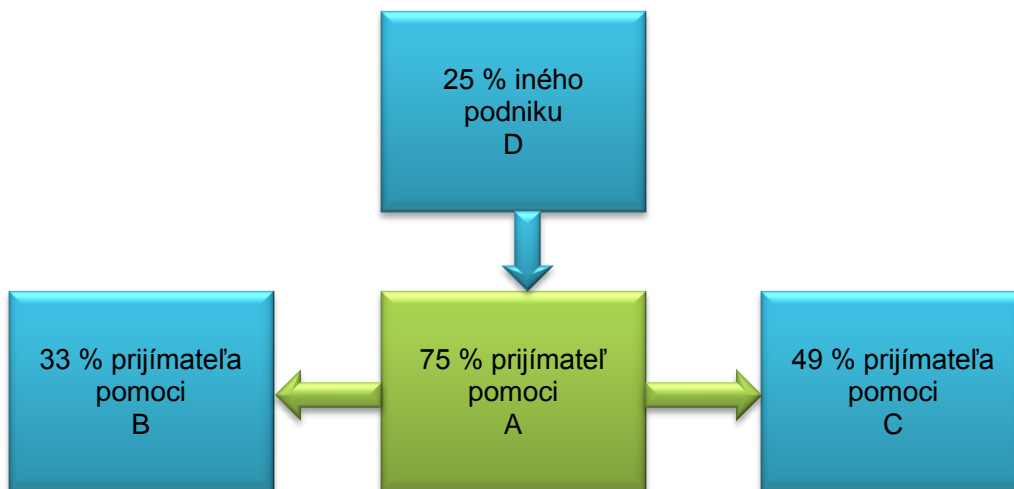 25 % iného
podniku
D
33 % prijímateľa
pomoci
B
75 % prijímateľ
pomoci
A
49 % prijímateľa
pomoci
C